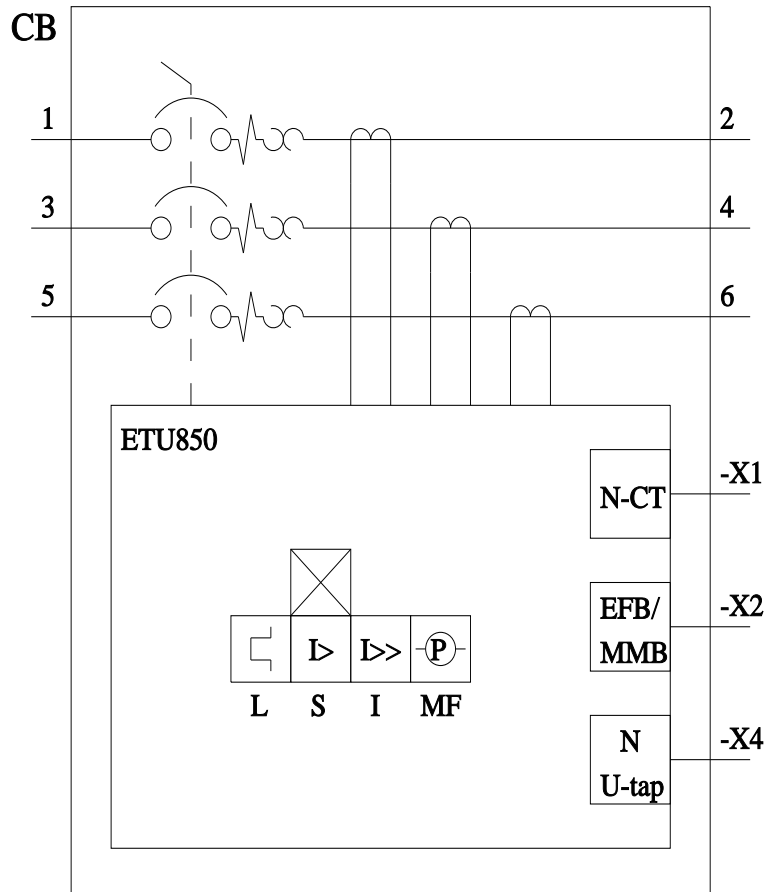 CB
1
2
3
4
5
6
ETU850
N-CT
-X1
EFB/
MMB
-X2
N
U-tap
-X4
I>
I>>
P
L
S
I
MF